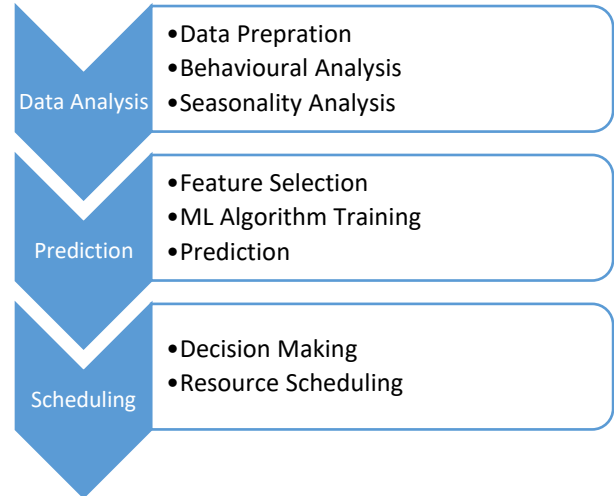 Data Analysis
•Data Prepration
•Behavioural Analysis
•Seasonality Analysis
Prediction
•Feature Selection
•ML Algorithm Training
•Prediction
Scheduling
•Decision Making
•Resource Scheduling